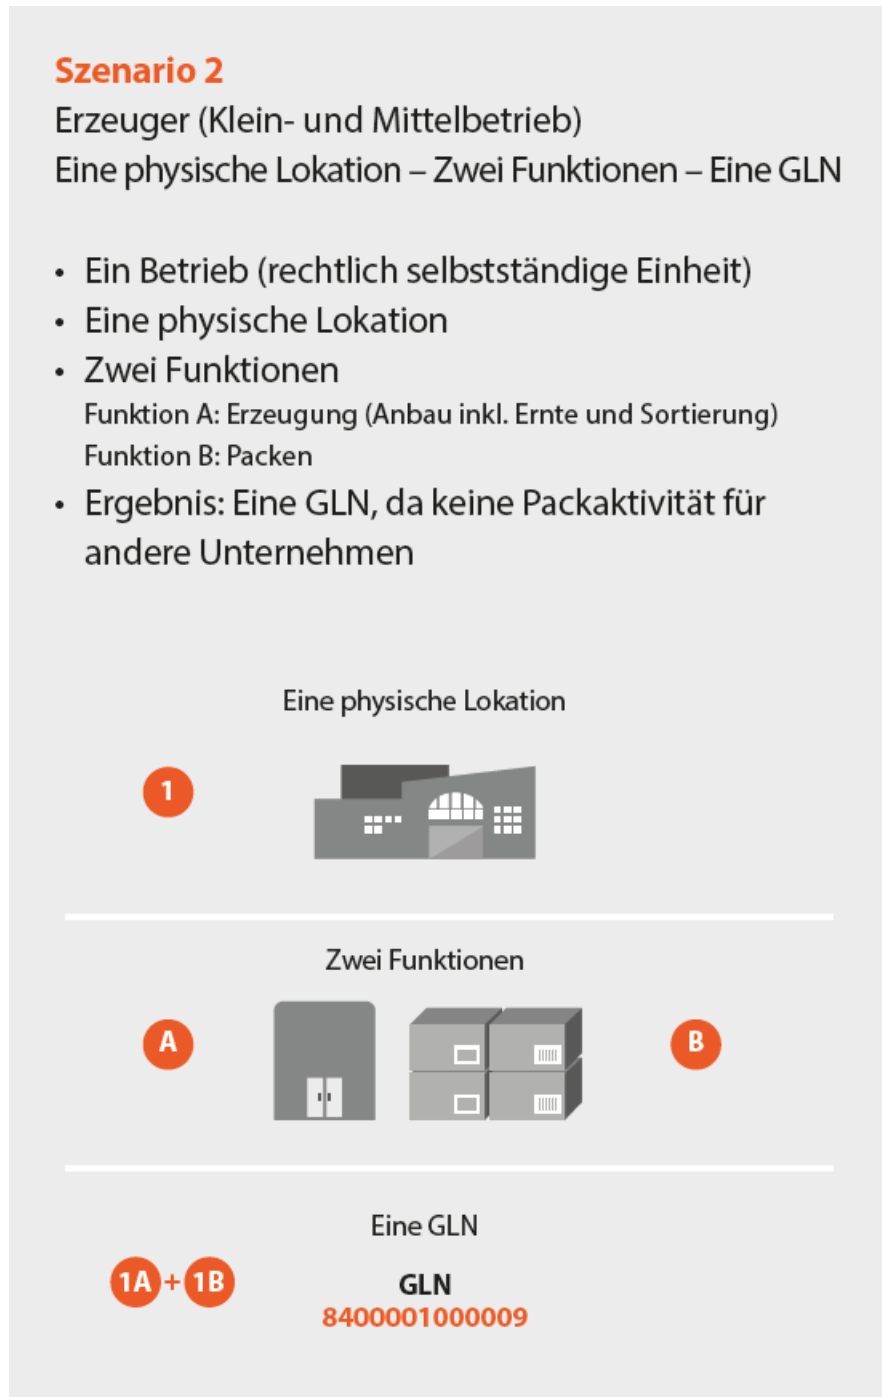 Szenario 2
Erzeuger (Klein- und Mittelbetrieb)
Eine physische Lokation – Zwei Funktionen – Eine GLN
• Ein Betrieb (rechtlich selbstständige Einheit)
• Eine physische Lokation
• Zwei Funktionen
Funktion A: Erzeugung (Anbau inkl. Ernte und Sortierung)
Funktion B: Packen
• Ergebnis: Eine GLN, da keine Packaktivität für
andere Unternehmen
Eine physische Lokation
1
Zwei Funktionen
A
B
Eine GLN
1A + 1B
GLN
8400001000009